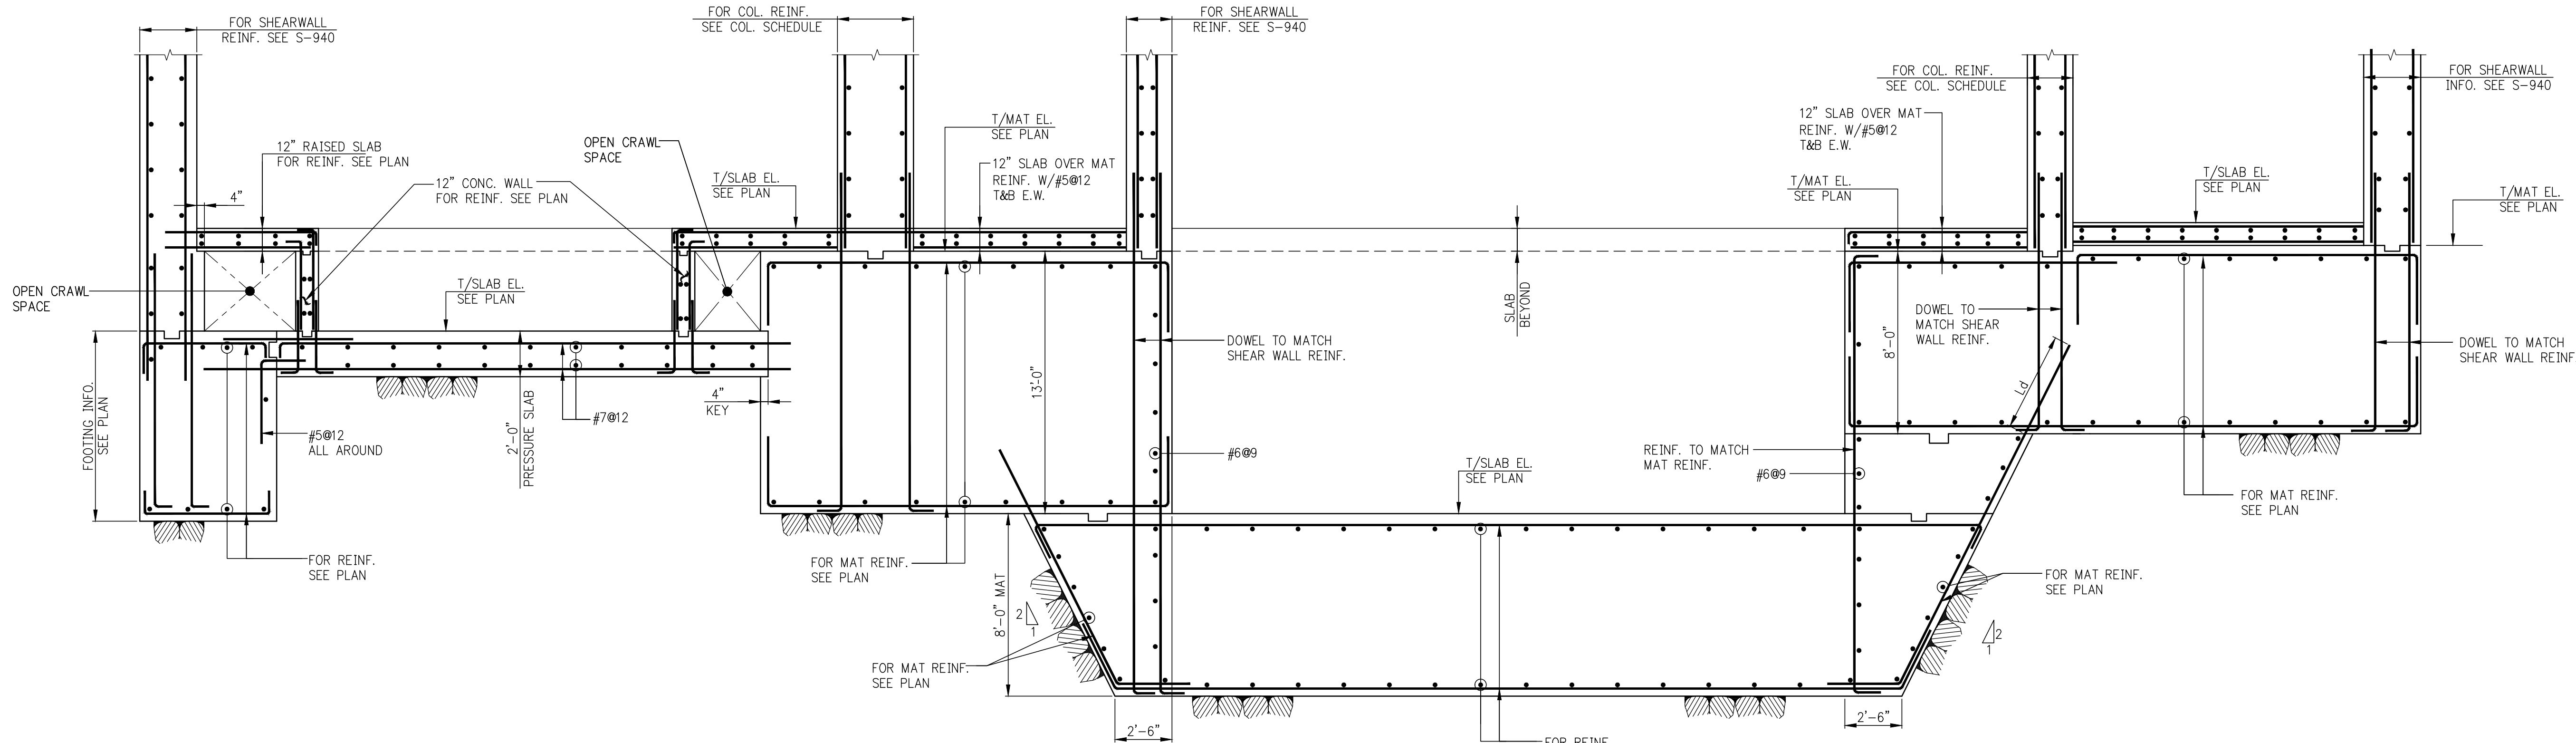 FOR SHEARWALL
REINF. SEE S-940
FOR COL. REINF.
SEE COL. SCHEDULE
FOR SHEARWALL
REINF. SEE S-940
FOR COL. REINF.
SEE COL. SCHEDULE
FOR SHEARWALL
INFO. SEE S-940
12" RAISED SLAB
FOR REINF. SEE PLAN
OPEN CRAWL
SPACE
T/MAT EL.
SEE PLAN
12" SLAB OVER MAT
REINF. W/#5@12
T&B E.W.
12" SLAB OVER MAT
REINF. W/#5@12
T&B E.W.
4"
12" CONC. WALL
FOR REINF. SEE PLAN
T/SLAB EL.
SEE PLAN
T/MAT EL.
SEE PLAN
T/SLAB EL.
SEE PLAN
T/MAT EL.
SEE PLAN
OPEN CRAWL
SPACE
T/SLAB EL.
SEE PLAN
SLAB
BEYOND
DOWEL TO
MATCH SHEAR
WALL REINF.
8'-0"
DOWEL TO MATCH
SHEAR WALL REINF.
DOWEL TO MATCH
SHEAR WALL REINF
Ld
13'-0"
4"
KEY
FOOTING INFO.
SEE PLAN
#5@12
ALL AROUND
2'-0"
PRESSURE SLAB
#7@12
#6@9
T/SLAB EL.
SEE PLAN
REINF. TO MATCH
MAT REINF.
#6@9
FOR MAT REINF.
SEE PLAN
FOR REINF.
SEE PLAN
FOR MAT REINF.
SEE PLAN
8'-0" MAT
2
1
FOR MAT REINF.
SEE PLAN
2
1
FOR MAT REINF.
SEE PLAN
2'-6"
2'-6"
FOR REINF.